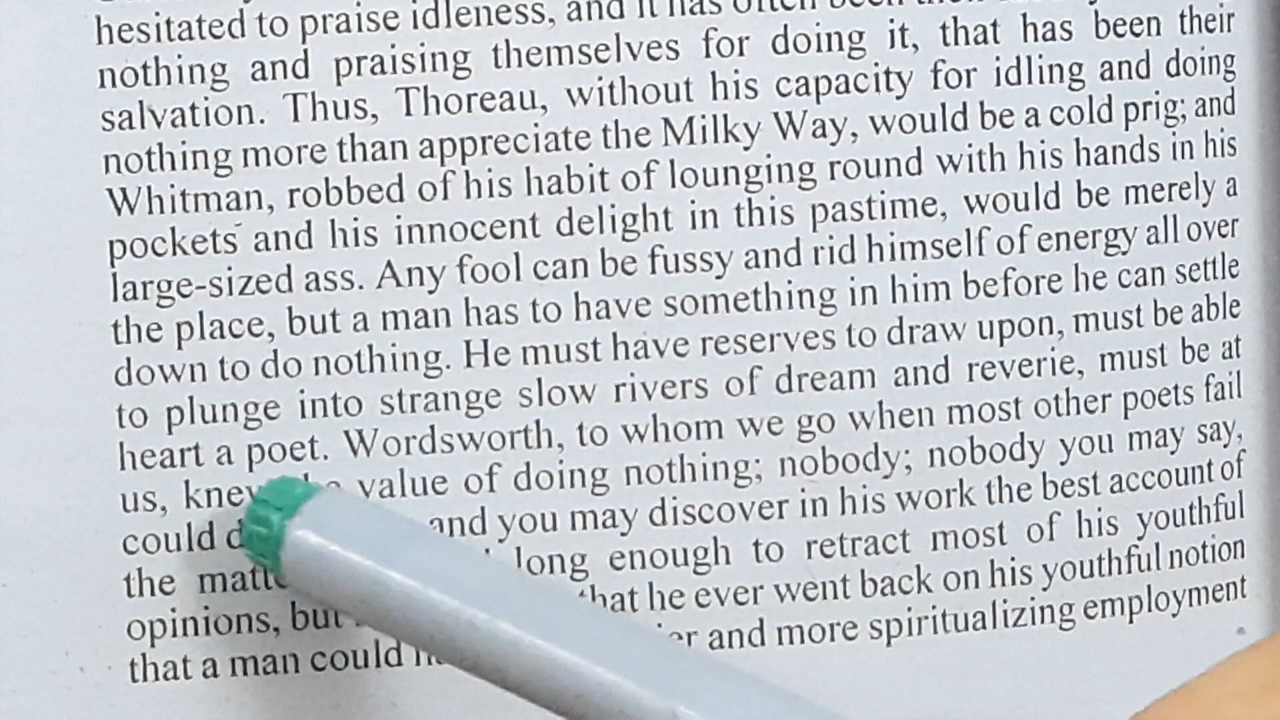 hesitated to praise idleness, and it has often been
nothing and praising themselves for doing it, that has been their
salvation. Thus, Thoreau, without his capacity for idling and doing
nothing more than appreciate the Milky Way, would be a cold prig; and
Whitman, robbed of his habit of lounging round with his hands in his
pockets and his innocent delight in this pastime, would be merely a
large-sized ass. Any fool can be fussy and rid himself of energy all over
the place, but a man has to have something in him before he can settle
down to do nothing. He must have reserves to draw upon, must be able
to plunge into strange slow rivers of dream and reverie, must be at
heart a poet. Wordsworth, to whom we go when most other poets fail
us, knew value of doing nothing; nobody; nobody you may say,
could and you may discover in his work the best account of
the long enough to retract most of his youthful
opinions, but that he ever went back on his youthful notion
that a man could and more spiritualizing employment